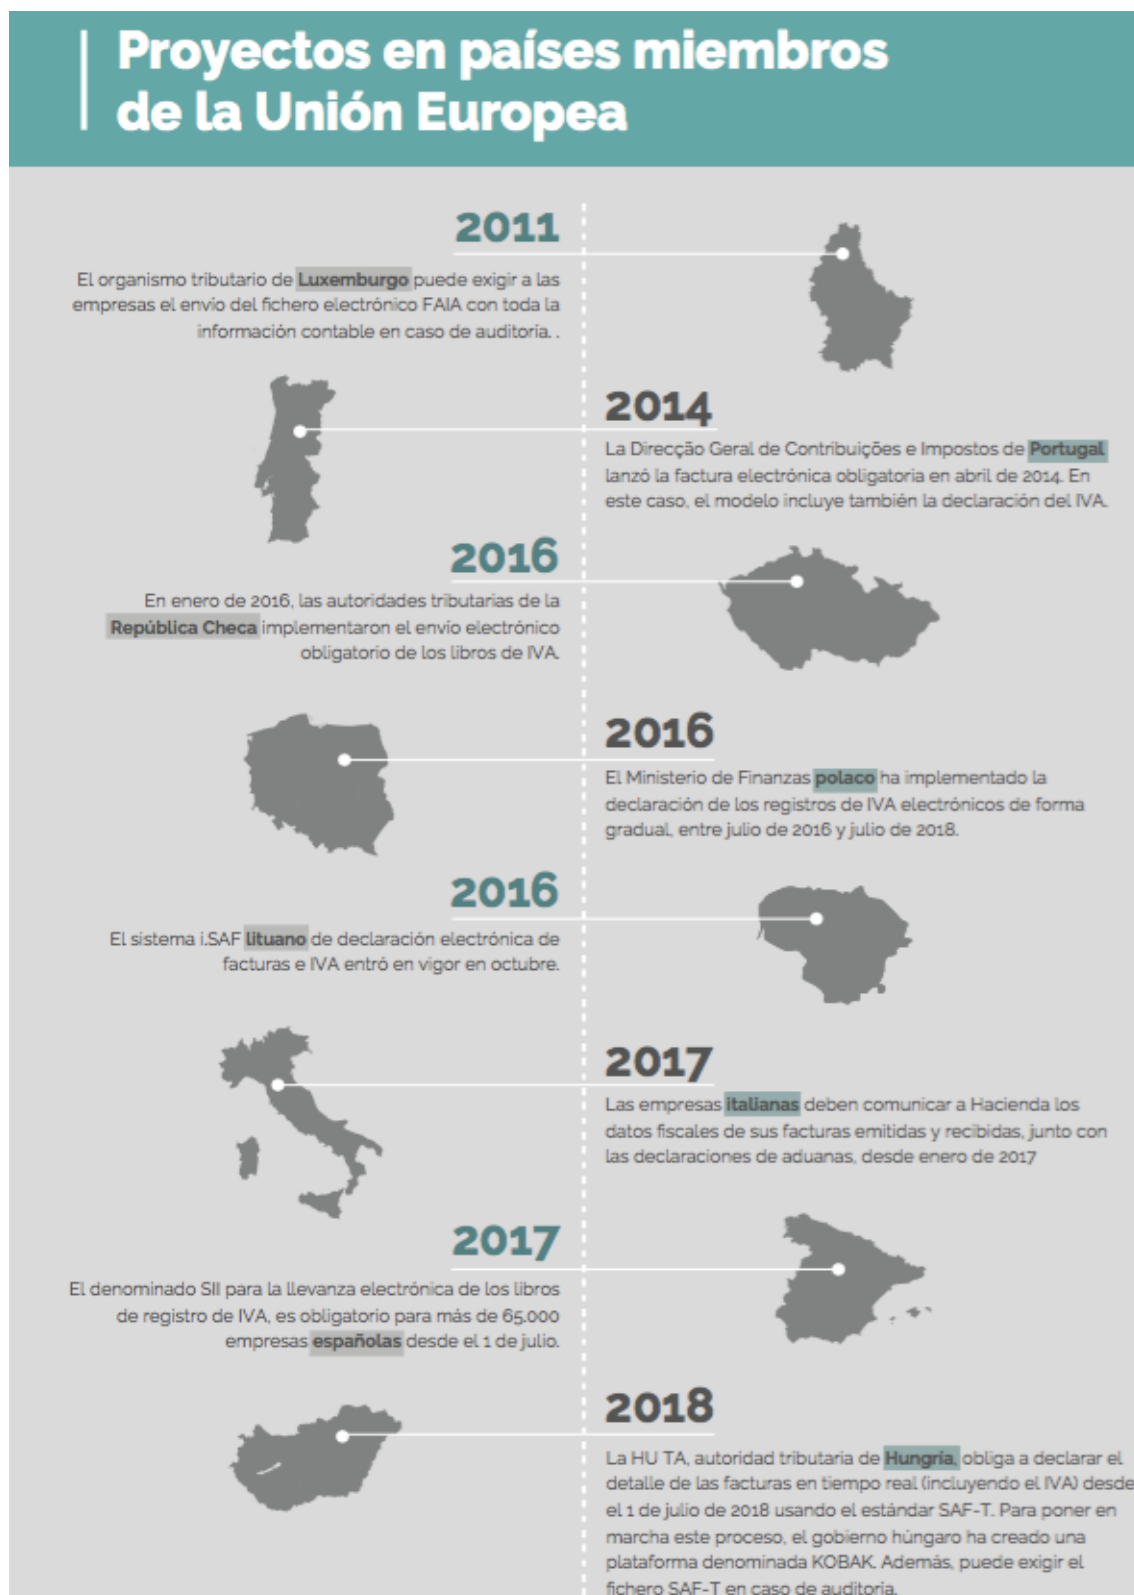 Proyectos en países miembros
de la Unión Europea
2011
El organismo tributario de Luxemburgo puede exigir a las
empresas el envío del fichero electrónico FAIA con toda la
información contable en caso de auditoría. .
2014
La Direcção Geral de Contribuições e Impostos de Portugal
lanzó la factura electrónica obligatoria en abril de 2014. En
este caso, el modelo incluye también la declaración del IVA.
2016
En enero de 2016, las autoridades tributarias de la
República Checa implementaron el envío electrónico
obligatorio de los libros de IVA.
2016
El Ministerio de Finanzas polaco ha implementado la
declaración de los registros de IVA electrónicos de forma
gradual, entre julio de 2016 y julio de 2018.
2016
El sistema i.SAF lituano de declaración electrónica de
facturas e IVA entró en vigor en octubre.
2017
Las empresas italianas deben comunicar a Hacienda los
datos fiscales de sus facturas emitidas y recibidas, junto con
las declaraciones de aduanas, desde enero de 2017
2017
El denominado SII para la llevanza electrónica de los libros
de registro de IVA, es obligatorio para más de 65.000
empresas españolas desde el 1 de julio.
2018
La HU TA, autoridad tributaria de Hungría, obliga a declarar el
detalle de las facturas en tiempo real (incluyendo el IVA) desde
el 1 de julio de 2018 usando el estándar SAF-T. Para poner en
marcha este proceso, el gobierno húngaro ha creado una
plataforma denominada KOBAK. Además, puede exigir el
fichero SAF-T en caso de auditoría.